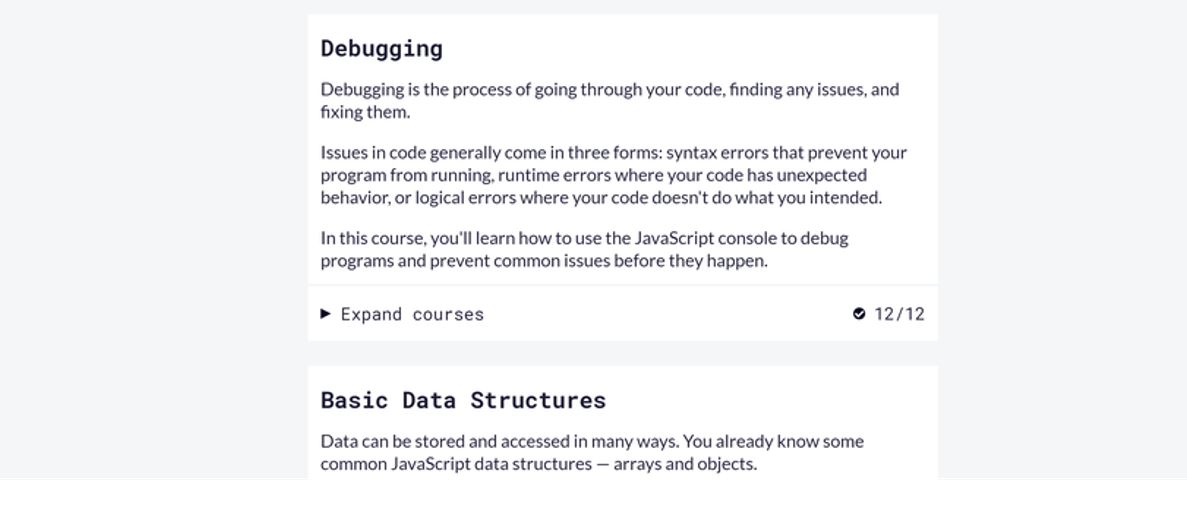 Debugging
Debugging is the process of going through your code, finding any issues, and
fixing them.
Issues in code generally come in three forms: syntax errors that prevent your
program from running, runtime errors where your code has unexpected
behavior, or logical errors where your code doesn't do what you intended.
In this course, you'll learn how to use the JavaScript console to debug
programs and prevent common issues before they happen.
Expand courses 12/12
Basic Data Structures
Data can be stored and accessed in many ways. You already know some
common JavaScript data structures — arrays and objects.